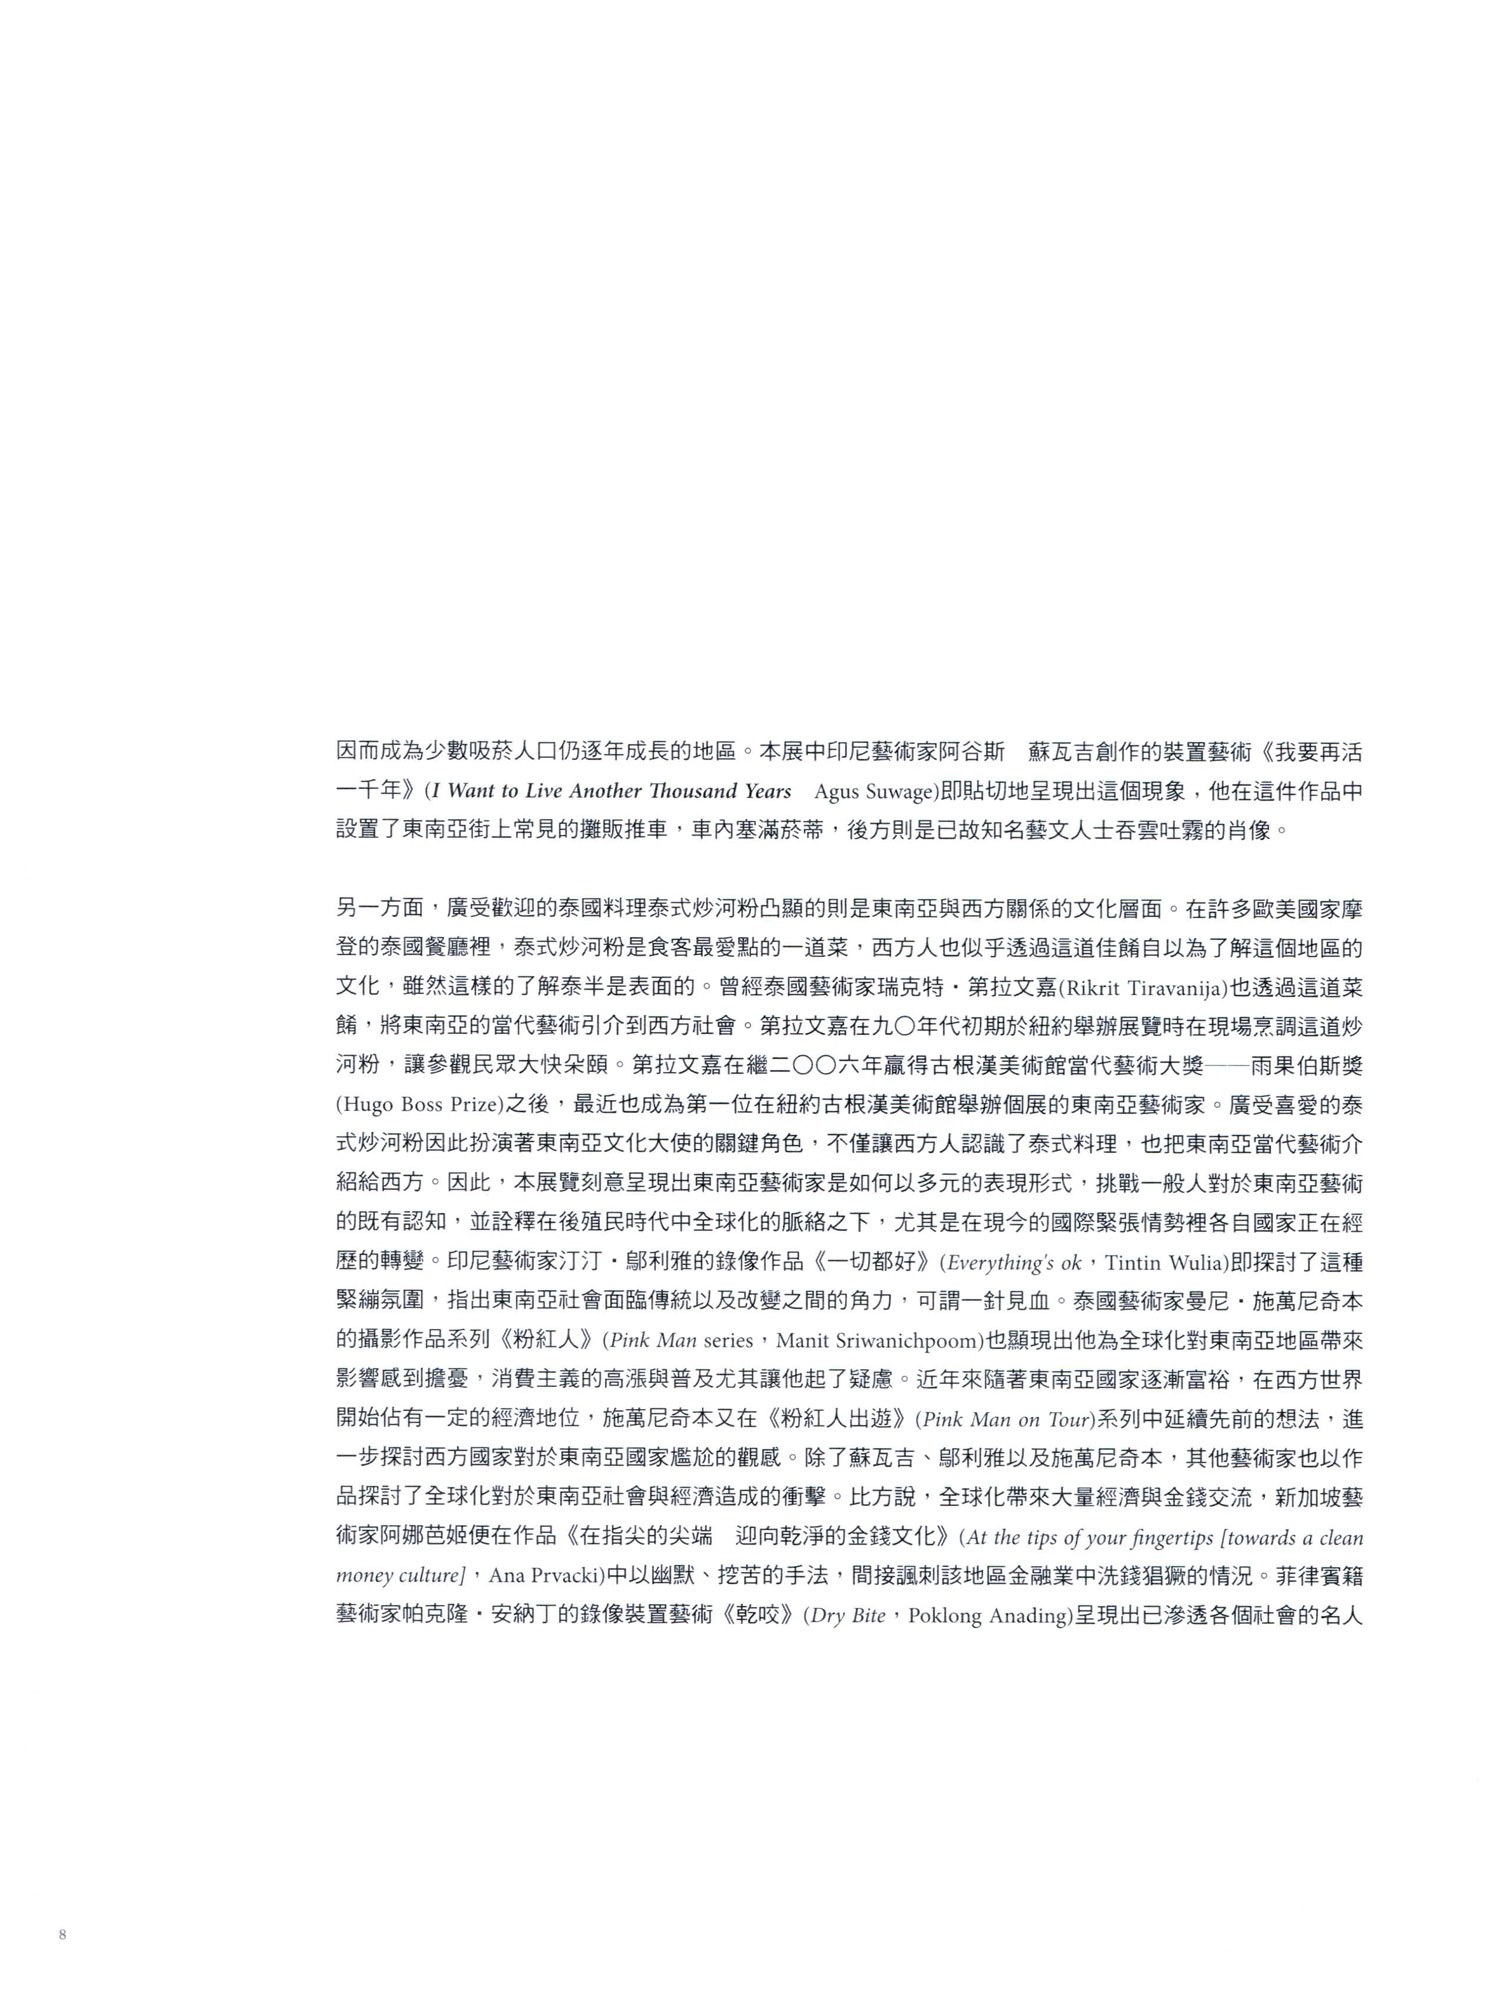 因而成為少數吸菸人口仍逐年成長的地區。本展中印尼藝術家阿谷斯　蘇瓦吉創作的裝置藝術《我要再活
一千年》(I Want to Live Another Thousand Years　Agus Suwage)即貼切地呈現出這個現象，他在這件作品中
設置了東南亞街上常見的攤販推車，車內塞滿菸蒂，後方則是已故知名藝文人士吞雲吐霧的肖像。
另一方面，廣受歡迎的泰國料理泰式炒河粉凸顯的則是東南亞與西方關係的文化層面。在許多歐美國家摩
登的泰國餐廳裡，泰式炒河粉是食客最愛點的一道菜，西方人也似乎透過這道佳餚自以為了解這個地區的
文化，雖然這樣的了解泰半是表面的。曾經泰國藝術家瑞克特・第拉文嘉(Rikrit Tiravanija)也透過這道菜
餚，將東南亞的當代藝術引介到西方社會。第拉文嘉在九〇年代初期於紐約舉辦展覽時在現場烹調這道炒
河粉，讓參觀民眾大快朵頤。第拉文嘉在繼二〇〇六年贏得古根漢美術館當代藝術大獎——雨果伯斯獎
(Hugo Boss Prize)之後，最近也成為第一位在紐約古根漢美術館舉辦個展的東南亞藝術家。廣受喜愛的泰
式炒河粉因此扮演著東南亞文化大使的關鍵角色，不僅讓西方人認識了泰式料理，也把東南亞當代藝術介
紹給西方。因此，本展覽刻意呈現出東南亞藝術家是如何以多元的表現形式，挑戰一般人對於東南亞藝術
的既有認知，並詮釋在後殖民時代中全球化的脈絡之下，尤其是在現今的國際緊張情勢裡各自國家正在經
歷的轉變。印尼藝術家汀汀・鄔利雅的錄像作品《一切都好》(Everything's ok，Tintin Wulia)即探討了這種
緊繃氛圍，指出東南亞社會面臨傳統以及改變之間的角力，可謂一針見血。泰國藝術家曼尼・施萬尼奇本
的攝影作品系列《粉紅人》(Pink Man series，Manit Sriwanichpoom)也顯現出他為全球化對東南亞地區帶來
影響感到擔憂，消費主義的高漲與普及尤其讓他起了疑慮。近年來隨著東南亞國家逐漸富裕，在西方世界
開始佔有一定的經濟地位，施萬尼奇本又在《粉紅人出遊》(Pink Man on Tour)系列中延續先前的想法，進
一步探討西方國家對於東南亞國家尷尬的觀感。除了蘇瓦吉、鄔利雅以及施萬尼奇本，其他藝術家也以作
品探討了全球化對於東南亞社會與經濟造成的衝擊。比方說，全球化帶來大量經濟與金錢交流，新加坡藝
術家阿娜芭姬便在作品《在指尖的尖端　迎向乾淨的金錢文化》(At the tips of your fingertips [towards a clean
money culture]，Ana Prvacki)中以幽默、挖苦的手法，間接諷刺該地區金融業中洗錢猖獗的情況。菲律賓籍
藝術家帕克隆・安納丁的錄像裝置藝術《乾咬》(Dry Bite，Poklong Anading)呈現出已滲透各個社會的名人
8